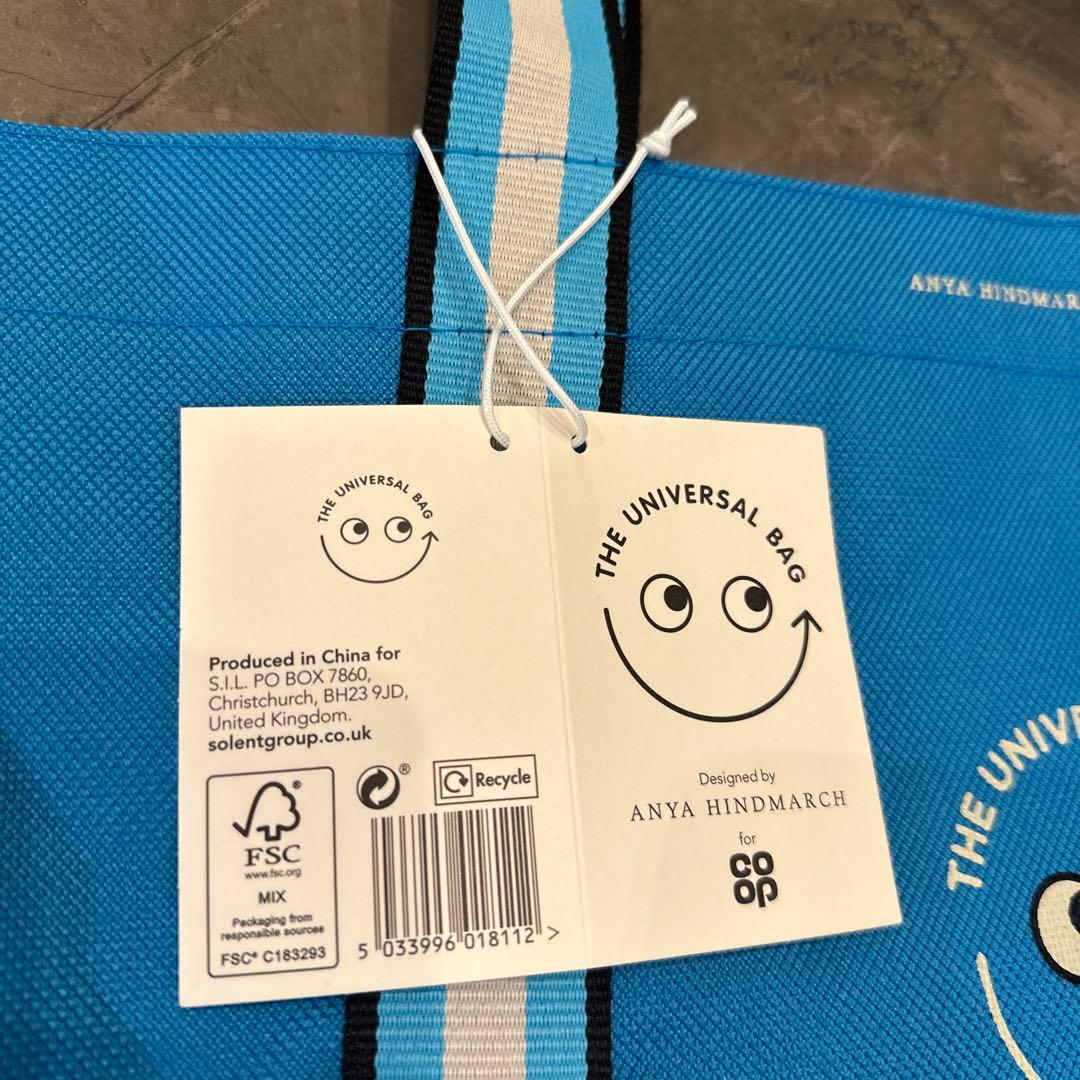 ANYA HINDMAR
THE UNIVERSAL BAG
Produced in China for
S.I.L. PO BOX 7860,
Christchurch, BH23 9JD,
United Kingdom.
solentgroup.co.uk
®
FSC
www.fsc.org
MIX
Packaging from
responsible sources
FSC® C183293
®
Recycle
5 033996 018112 >
THE UNIVERSAL BAG
Designed by
ANYA HINDMARCH
for
CO
OP
THE UNIVE